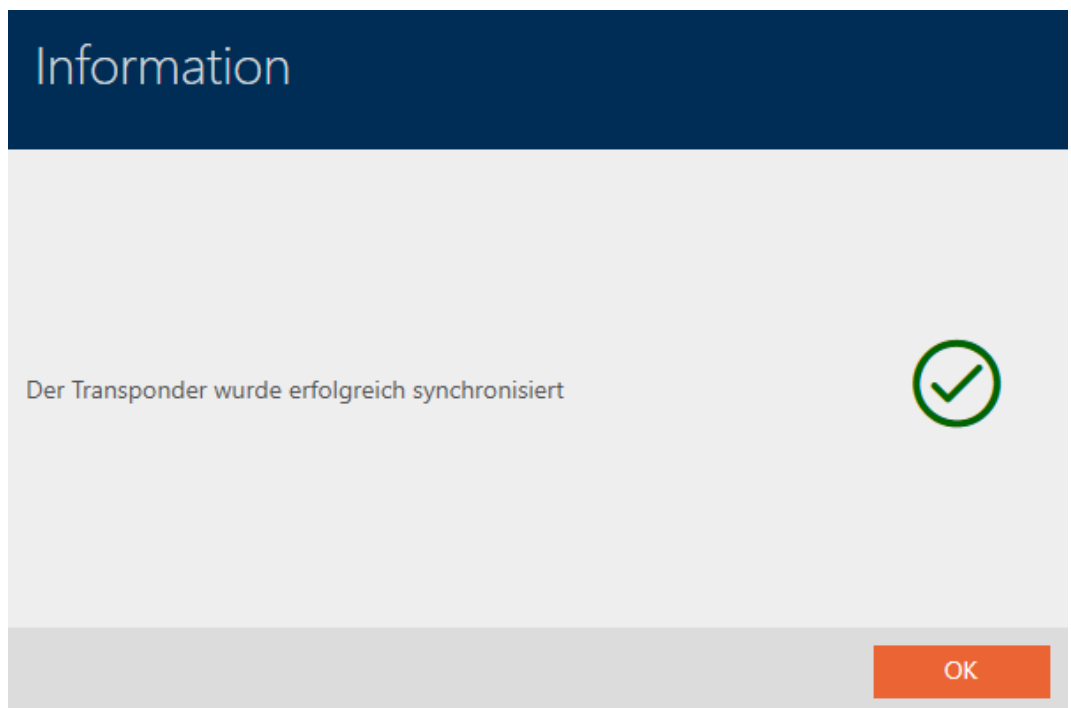 Information
Der Transponder wurde erfolgreich synchronisiert
OK